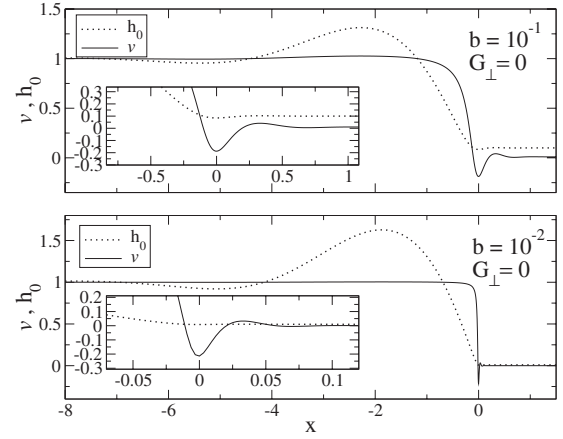 1.5
1
0.5
0
v , h₀
h₀
v
b = 10⁻¹
G⊥= 0
0.3
0.2
0.1
0
-0.1
-0.2
-0.3
-0.5 0 0.5 1
1.5
1
0.5
0
v, h₀
h₀
v
b = 10⁻²
G⊥= 0
0.2
0.1
0
-0.1
-0.2
-0.3
-0.05 0 0.05 0.1
-8 -6 -4 -2 0
x